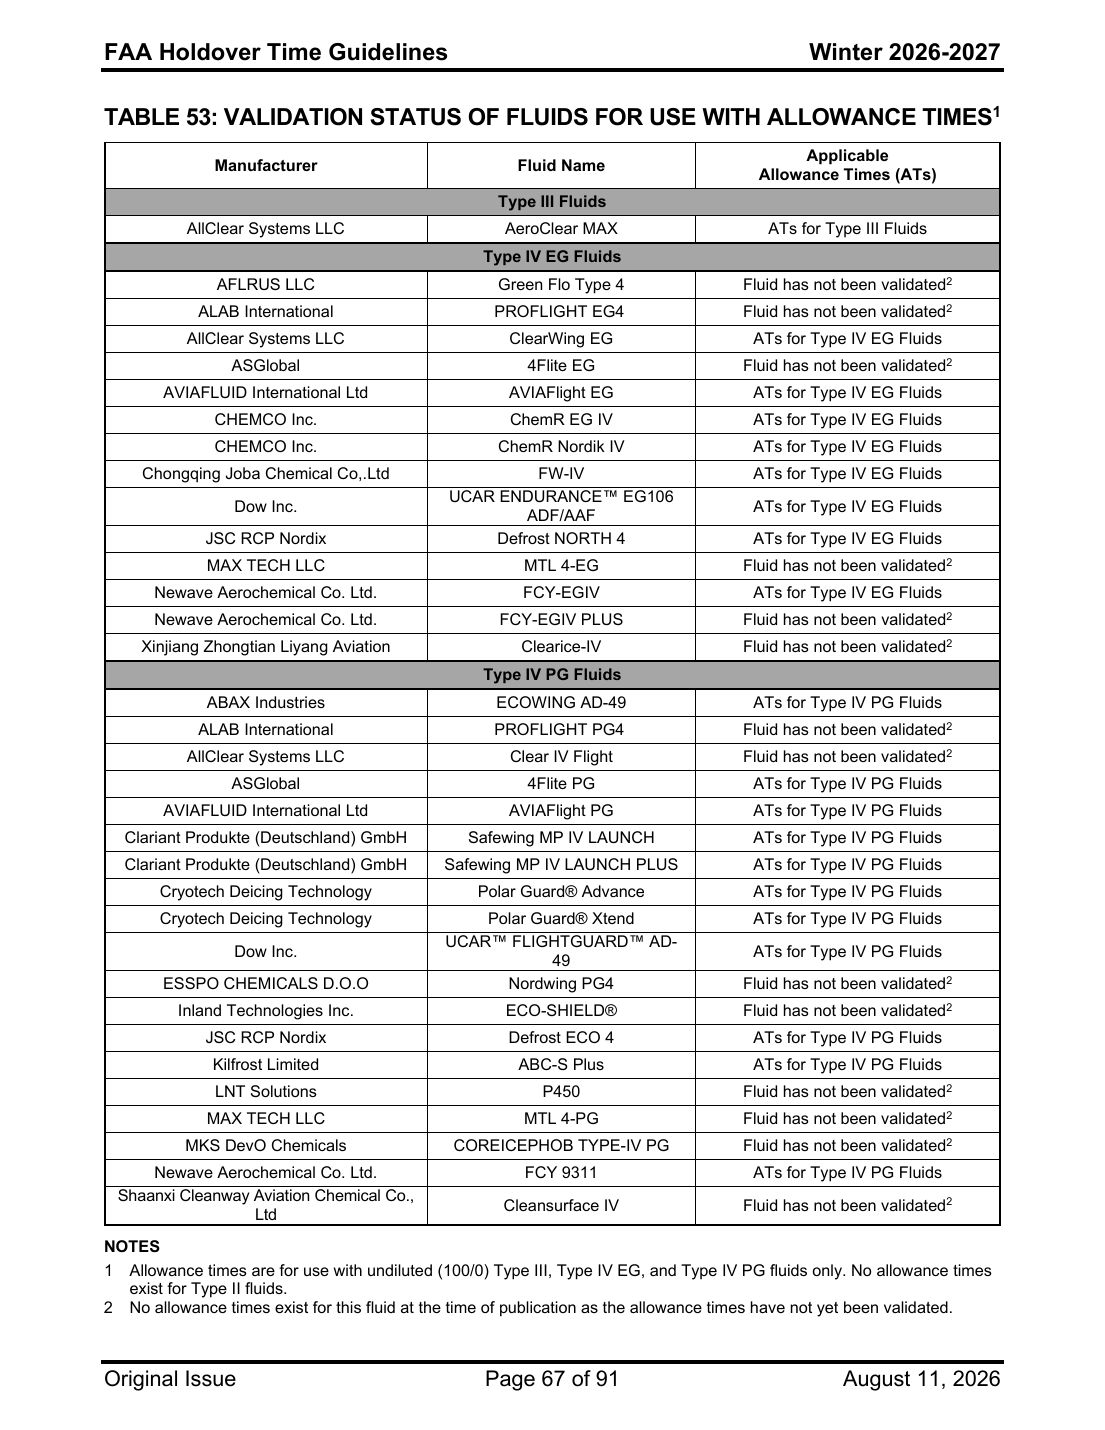 FAA Holdover Time Guidelines Winter 2026-2027
TABLE 53: VALIDATION STATUS OF FLUIDS FOR USE WITH ALLOWANCE TIMES1
Manufacturer Fluid Name Applicable
Allowance Times (ATs)
Type III Fluids
AllClear Systems LLC AeroClear MAX ATs for Type III Fluids
Type IV EG Fluids
AFLRUS LLC Green Flo Type 4 Fluid has not been validated2
ALAB International PROFLIGHT EG4 Fluid has not been validated2
AllClear Systems LLC ClearWing EG ATs for Type IV EG Fluids
ASGlobal 4Flite EG Fluid has not been validated2
AVIAFLUID International Ltd AVIAFlight EG ATs for Type IV EG Fluids
CHEMCO Inc. ChemR EG IV ATs for Type IV EG Fluids
CHEMCO Inc. ChemR Nordik IV ATs for Type IV EG Fluids
Chongqing Joba Chemical Co,.Ltd FW-IV ATs for Type IV EG Fluids
Dow Inc. UCAR ENDURANCE™ EG106
ADF/AAF ATs for Type IV EG Fluids
JSC RCP Nordix Defrost NORTH 4 ATs for Type IV EG Fluids
MAX TECH LLC MTL 4-EG Fluid has not been validated2
Newave Aerochemical Co. Ltd. FCY-EGIV ATs for Type IV EG Fluids
Newave Aerochemical Co. Ltd. FCY-EGIV PLUS Fluid has not been validated2
Xinjiang Zhongtian Liyang Aviation Clearice-IV Fluid has not been validated2
Type IV PG Fluids
ABAX Industries ECOWING AD-49 ATs for Type IV PG Fluids
ALAB International PROFLIGHT PG4 Fluid has not been validated2
AllClear Systems LLC Clear IV Flight Fluid has not been validated2
ASGlobal 4Flite PG ATs for Type IV PG Fluids
AVIAFLUID International Ltd AVIAFlight PG ATs for Type IV PG Fluids
Clariant Produkte (Deutschland) GmbH Safewing MP IV LAUNCH ATs for Type IV PG Fluids
Clariant Produkte (Deutschland) GmbH Safewing MP IV LAUNCH PLUS ATs for Type IV PG Fluids
Cryotech Deicing Technology Polar Guard® Advance ATs for Type IV PG Fluids
Cryotech Deicing Technology Polar Guard® Xtend ATs for Type IV PG Fluids
Dow Inc. UCAR™ FLIGHTGUARD™ AD-
49 ATs for Type IV PG Fluids
ESSPO CHEMICALS D.O.O Nordwing PG4 Fluid has not been validated2
Inland Technologies Inc. ECO-SHIELD® Fluid has not been validated2
JSC RCP Nordix Defrost ECO 4 ATs for Type IV PG Fluids
Kilfrost Limited ABC-S Plus ATs for Type IV PG Fluids
LNT Solutions P450 Fluid has not been validated2
MAX TECH LLC MTL 4-PG Fluid has not been validated2
MKS DevO Chemicals COREICEPHOB TYPE-IV PG Fluid has not been validated2
Newave Aerochemical Co. Ltd. FCY 9311 ATs for Type IV PG Fluids
Shaanxi Cleanway Aviation Chemical Co.,
Ltd Cleansurface IV Fluid has not been validated2
NOTES
1 Allowance times are for use with undiluted (100/0) Type III, Type IV EG, and Type IV PG fluids only. No allowance times
exist for Type II fluids.
2 No allowance times exist for this fluid at the time of publication as the allowance times have not yet been validated.
Original Issue Page 67 of 91 August 11, 2026